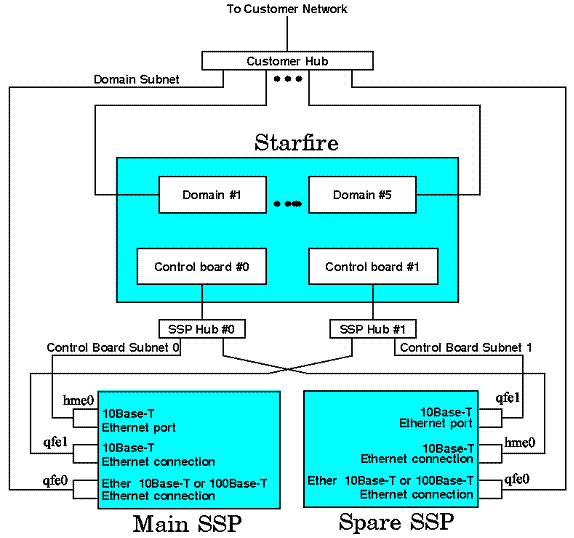 To Customer Network
Customer Hub
Domain Subnet
Starfire
Domain #1
Domain #5
Control board #0
Control board #1
SSP Hub #0
SSP Hub #1
Control Board Subnet 0
Control Board Subnet 1
hme0
10Base-T
Ethernet port
qfe1
10Base-T
Ethernet connection
qfe0
Ether 10Base-T or 100Base-T
Ethernet connection
Main SSP
qfe1
10Base-T
Ethernet port
hme0
10Base-T
Ethernet connection
qfe0
Ether 10Base-T or 100Base-T
Ethernet connection
Spare SSP